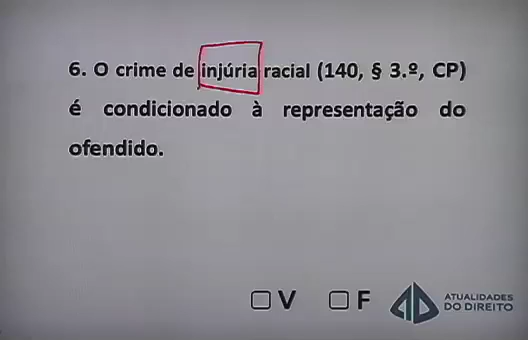 6. O crime de injúria racial (140, § 3.º, CP)
é condicionado à representação do
ofendido.
V F
ATUALIDADES
DO DIREITO